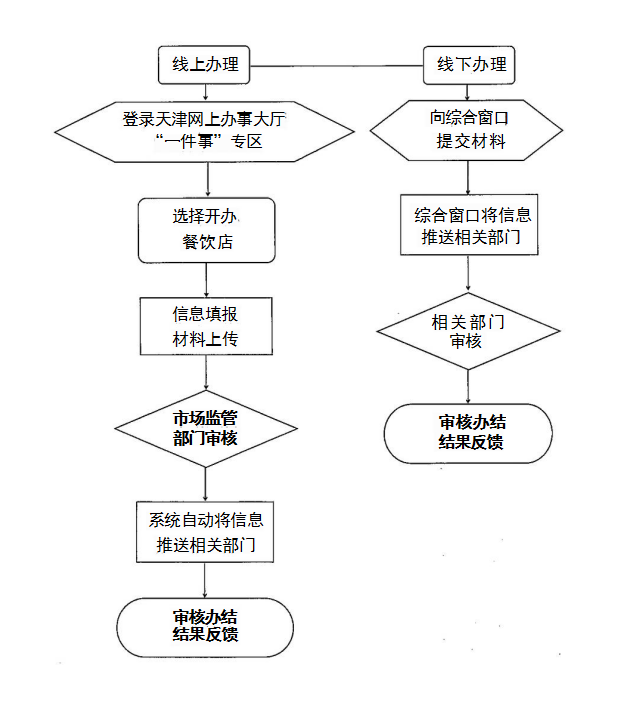 线上办理
线下办理
登录天津网上办事大厅
“一件事”专区
向综合窗口
提交材料
选择开办
餐饮店
综合窗口将信息
推送相关部门
信息填报
材料上传
相关部门
审核
市场监管
部门审核
审核办结
结果反馈
系统自动将信息
推送相关部门
审核办结
结果反馈